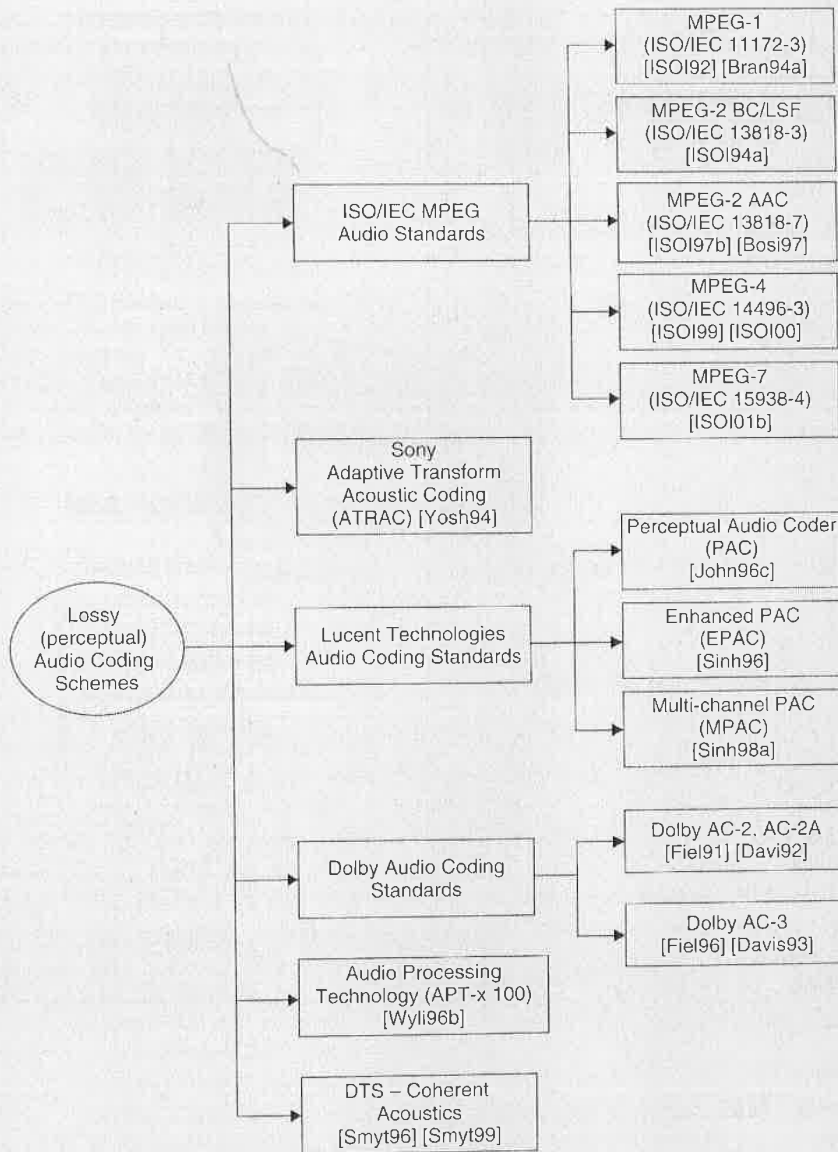 MPEG-1
(ISO/IEC 11172-3)
[ISOI92] [Bran94a]
MPEG-2 BC/LSF
(ISO/IEC 13818-3)
[ISOI94a]
ISO/IEC MPEG
Audio Standards
MPEG-2 AAC
(ISO/IEC 13818-7)
[ISOI97b] [Bosi97]
MPEG-4
(ISO/IEC 14496-3)
[ISOI99] [ISOI00]
MPEG-7
(ISO/IEC 15938-4)
[ISOI01b]
Sony
Adaptive Transform
Acoustic Coding
(ATRAC) [Yosh94]
Lossy
(perceptual)
Audio Coding
Schemes
Lucent Technologies
Audio Coding Standards
Perceptual Audio Coder
(PAC)
[John96c]
Enhanced PAC
(EPAC)
[Sinh96]
Multi-channel PAC
(MPAC)
[Sinh98a]
Dolby Audio Coding
Standards
Dolby AC-2, AC-2A
[Fiel91] [Davi92]
Dolby AC-3
[Fiel96] [Davis93]
Audio Processing
Technology (APT-x 100)
[Wyli96b]
DTS – Coherent
Acoustics
[Smyt96] [Smyt99]